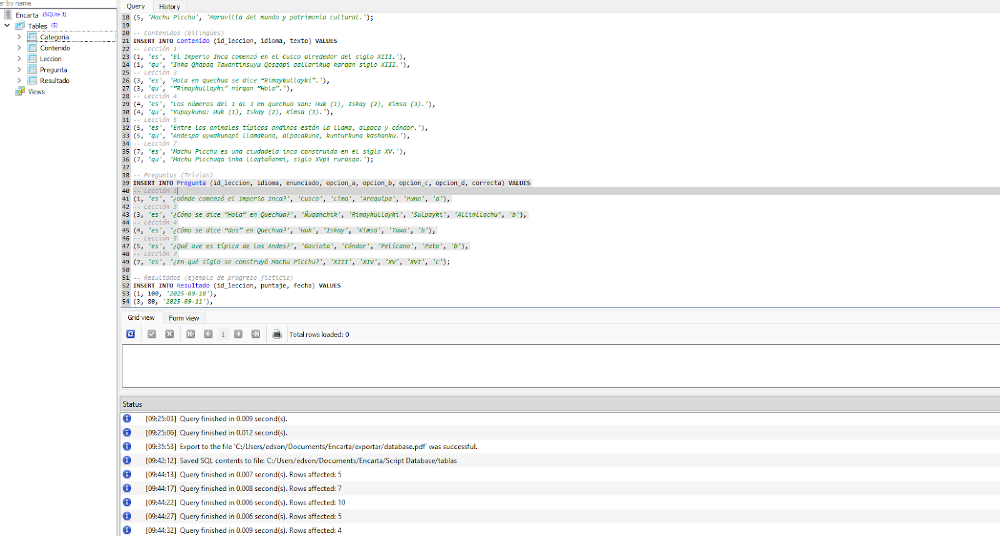 er by name
Encarta (SQLite 3)
Tables (5)
Categoria
Contenido
Leccion
Pregunta
Resultado
Views
Query History
18 (5, 'Machu Picchu', 'Maravilla del mundo y patrimonio cultural.');
19
20 -- Contenidos (bilingües)
21 INSERT INTO Contenido (id_leccion, idioma, texto) VALUES
22 -- Lección 1
23 (1, 'es', 'El Imperio Inca comenzó en el Cusco alrededor del siglo XIII.'),
24 (1, 'qu', 'Inka Qhapaq Tawantinsuyu Qosqopi qallarikuq karqan siglo XIII.'),
25 -- Lección 3
26 (3, 'es', 'Hola en quechua se dice “Rimaykullayki”.'),
27 (3, 'qu', '“Rimaykullayki” nirqan “Hola”.'),
28 -- Lección 4
29 (4, 'es', 'Los números del 1 al 3 en quechua son: Huk (1), Iskay (2), Kimsa (3).'),
30 (4, 'qu', 'Yupaykuna: Huk (1), Iskay (2), Kimsa (3).'),
31 -- Lección 5
32 (5, 'es', 'Entre los animales típicos andinos están la llama, alpaca y cóndor.'),
33 (5, 'qu', 'Andespa uywakunapi llamakuna, alpacakuna, kunturkuna kashanku.'),
34 -- Lección 7
35 (7, 'es', 'Machu Picchu es una ciudadela inca construida en el siglo XV.'),
36 (7, 'qu', 'Machu Picchuqa inka llaqtañanmi, siglo XVpi rurasqa.');
37
38 -- Preguntas (Trivias)
39 INSERT INTO Pregunta (id_leccion, idioma, enunciado, opcion_a, opcion_b, opcion_c, opcion_d, correcta) VALUES
40 -- Lección 1
41 (1, 'es', '¿Dónde comenzó el Imperio Inca?', 'Cusco', 'Lima', 'Arequipa', 'Puno', 'a'),
42 -- Lección 3
43 (3, 'es', '¿Cómo se dice “Hola” en Quechua?', 'Ñuqanchik', 'Rimaykullayki', 'Sulpayki', 'Allinllachu', 'b'),
44 -- Lección 4
45 (4, 'es', '¿Cómo se dice “dos” en Quechua?', 'Huk', 'Iskay', 'Kimsa', 'Tawa', 'b'),
46 -- Lección 5
47 (5, 'es', '¿Qué ave es típica de los Andes?', 'Gaviota', 'Cóndor', 'Pelícano', 'Pato', 'b'),
48 -- Lección 7
49 (7, 'es', '¿En qué siglo se construyó Machu Picchu?', 'XIII', 'XIV', 'XV', 'XVI', 'c');
50
51 -- Resultados (ejemplo de progreso ficticio)
52 INSERT INTO Resultado (id_leccion, puntaje, fecha) VALUES
53 (1, 100, '2025-09-10'),
54 (3, 80, '2025-09-11'),
Grid view Form view
1 Total rows loaded: 0
Status
[09:25:03] Query finished in 0.009 second(s).
[09:25:06] Query finished in 0.012 second(s).
[09:35:53] Export to the file 'C:/Users/edson/Documents/Encarta/exportar/database.pdf' was successful.
[09:42:12] Saved SQL contents to file: C:/Users/edson/Documents/Encarta/Script Database/tablas
[09:44:13] Query finished in 0.007 second(s). Rows affected: 5
[09:44:17] Query finished in 0.008 second(s). Rows affected: 7
[09:44:22] Query finished in 0.006 second(s). Rows affected: 10
[09:44:27] Query finished in 0.006 second(s). Rows affected: 5
[09:44:32] Query finished in 0.009 second(s). Rows affected: 4